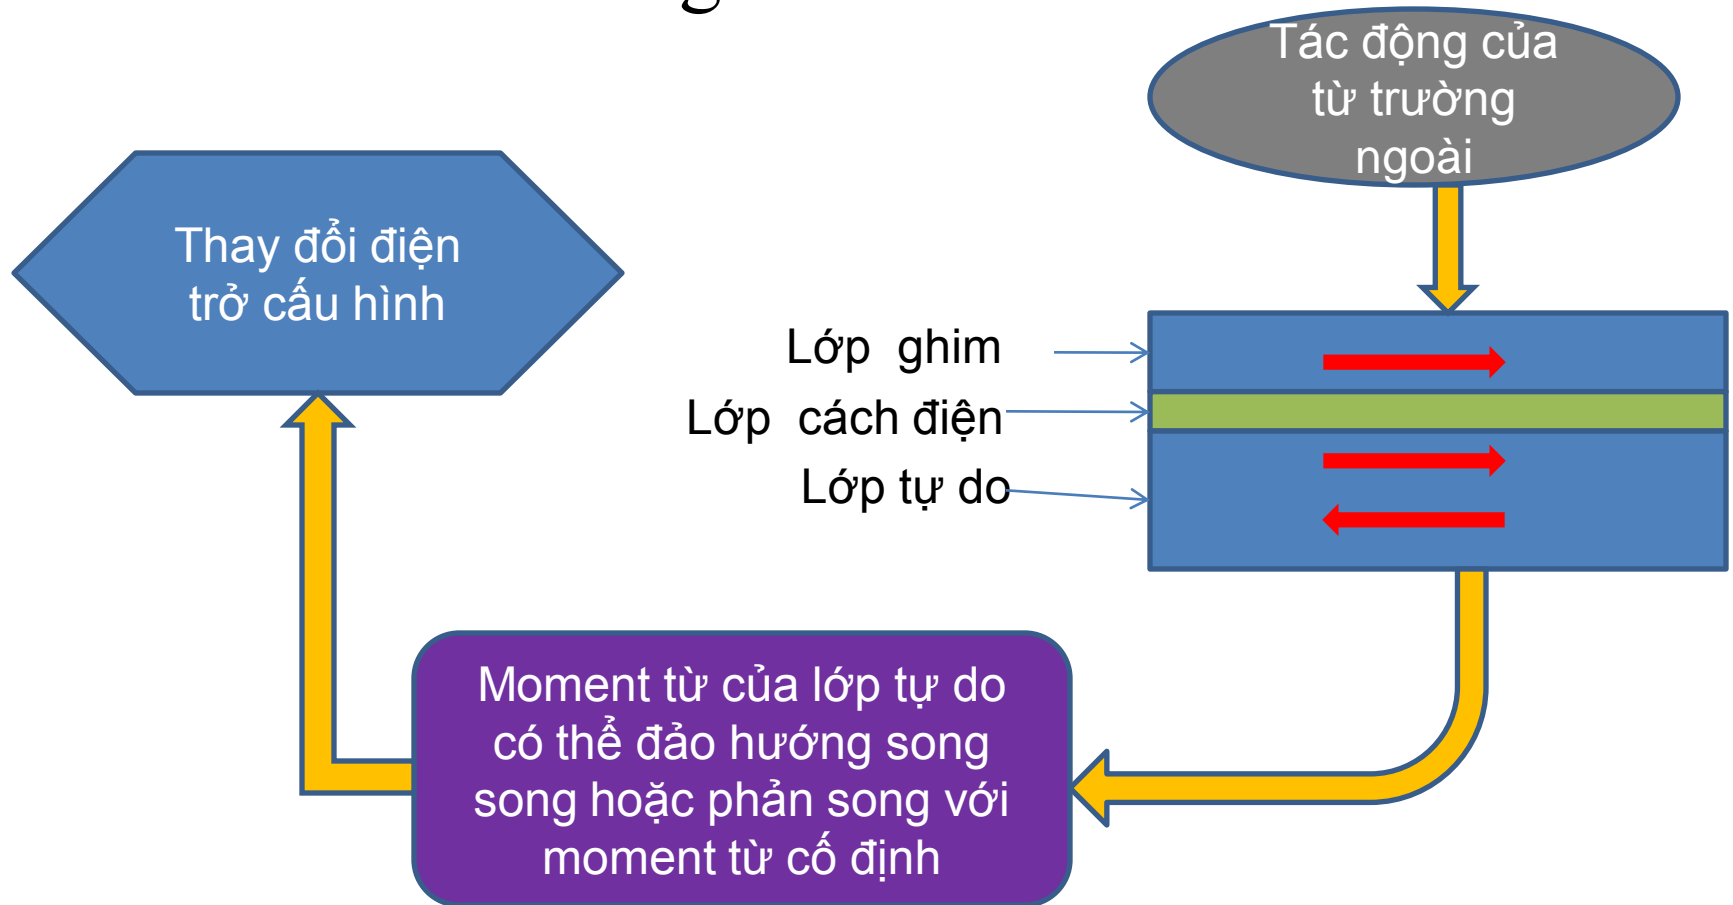 Tác động của
từ trường
ngoài
Thay đổi điện
trở cấu hình
Lớp ghim
Lớp cách điện
Lớp tự do
Moment từ của lớp tự do
có thể đảo hướng song
song hoặc phản song với
moment từ cố định